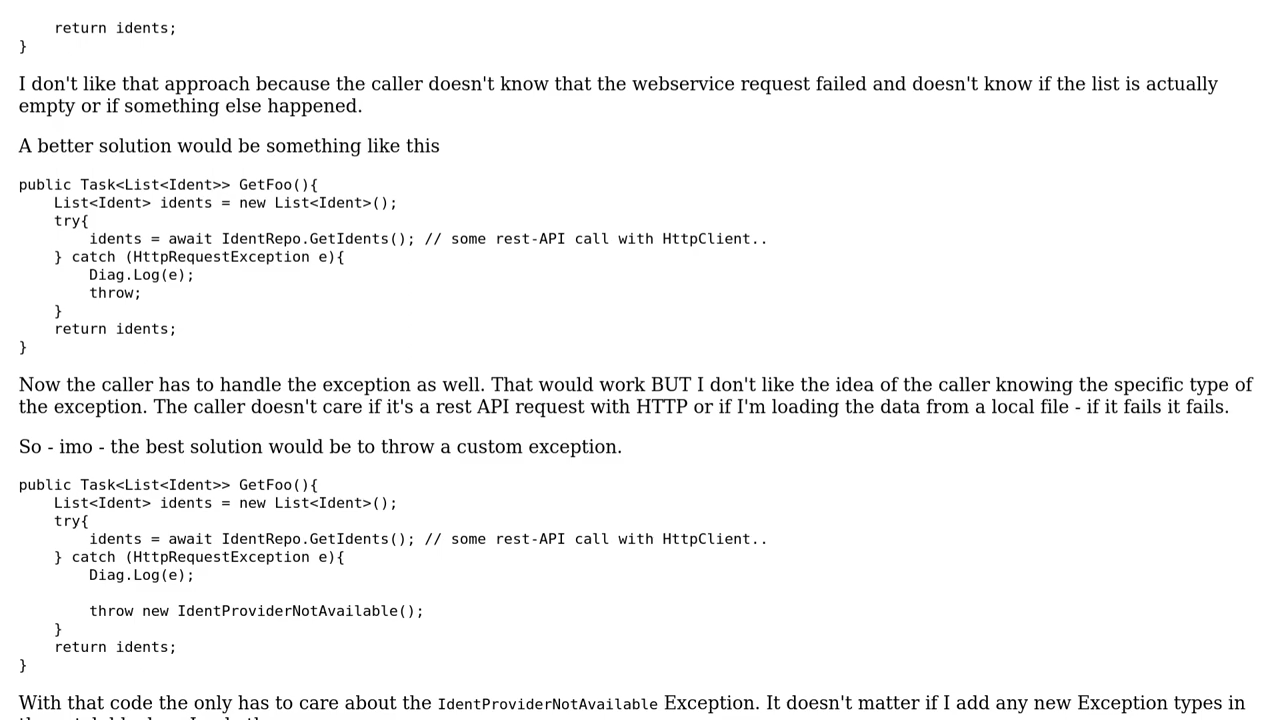 return idents;
}
I don't like that approach because the caller doesn't know that the webservice request failed and doesn't know if the list is actually
empty or if something else happened.
A better solution would be something like this
public Task<List<Ident>> GetFoo(){
    List<Ident> idents = new List<Ident>();
    try{
        idents = await IdentRepo.GetIdents(); // some rest-API call with HttpClient..
    } catch (HttpRequestException e){
        Diag.Log(e);
        throw;
    }
    return idents;
}
Now the caller has to handle the exception as well. That would work BUT I don't like the idea of the caller knowing the specific type of
the exception. The caller doesn't care if it's a rest API request with HTTP or if I'm loading the data from a local file - if it fails it fails.
So - imo - the best solution would be to throw a custom exception.
public Task<List<Ident>> GetFoo(){
    List<Ident> idents = new List<Ident>();
    try{
        idents = await IdentRepo.GetIdents(); // some rest-API call with HttpClient..
    } catch (HttpRequestException e){
        Diag.Log(e);

        throw new IdentProviderNotAvailable();
    }
    return idents;
}
With that code the only has to care about the IdentProviderNotAvailable Exception. It doesn't matter if I add any new Exception types in